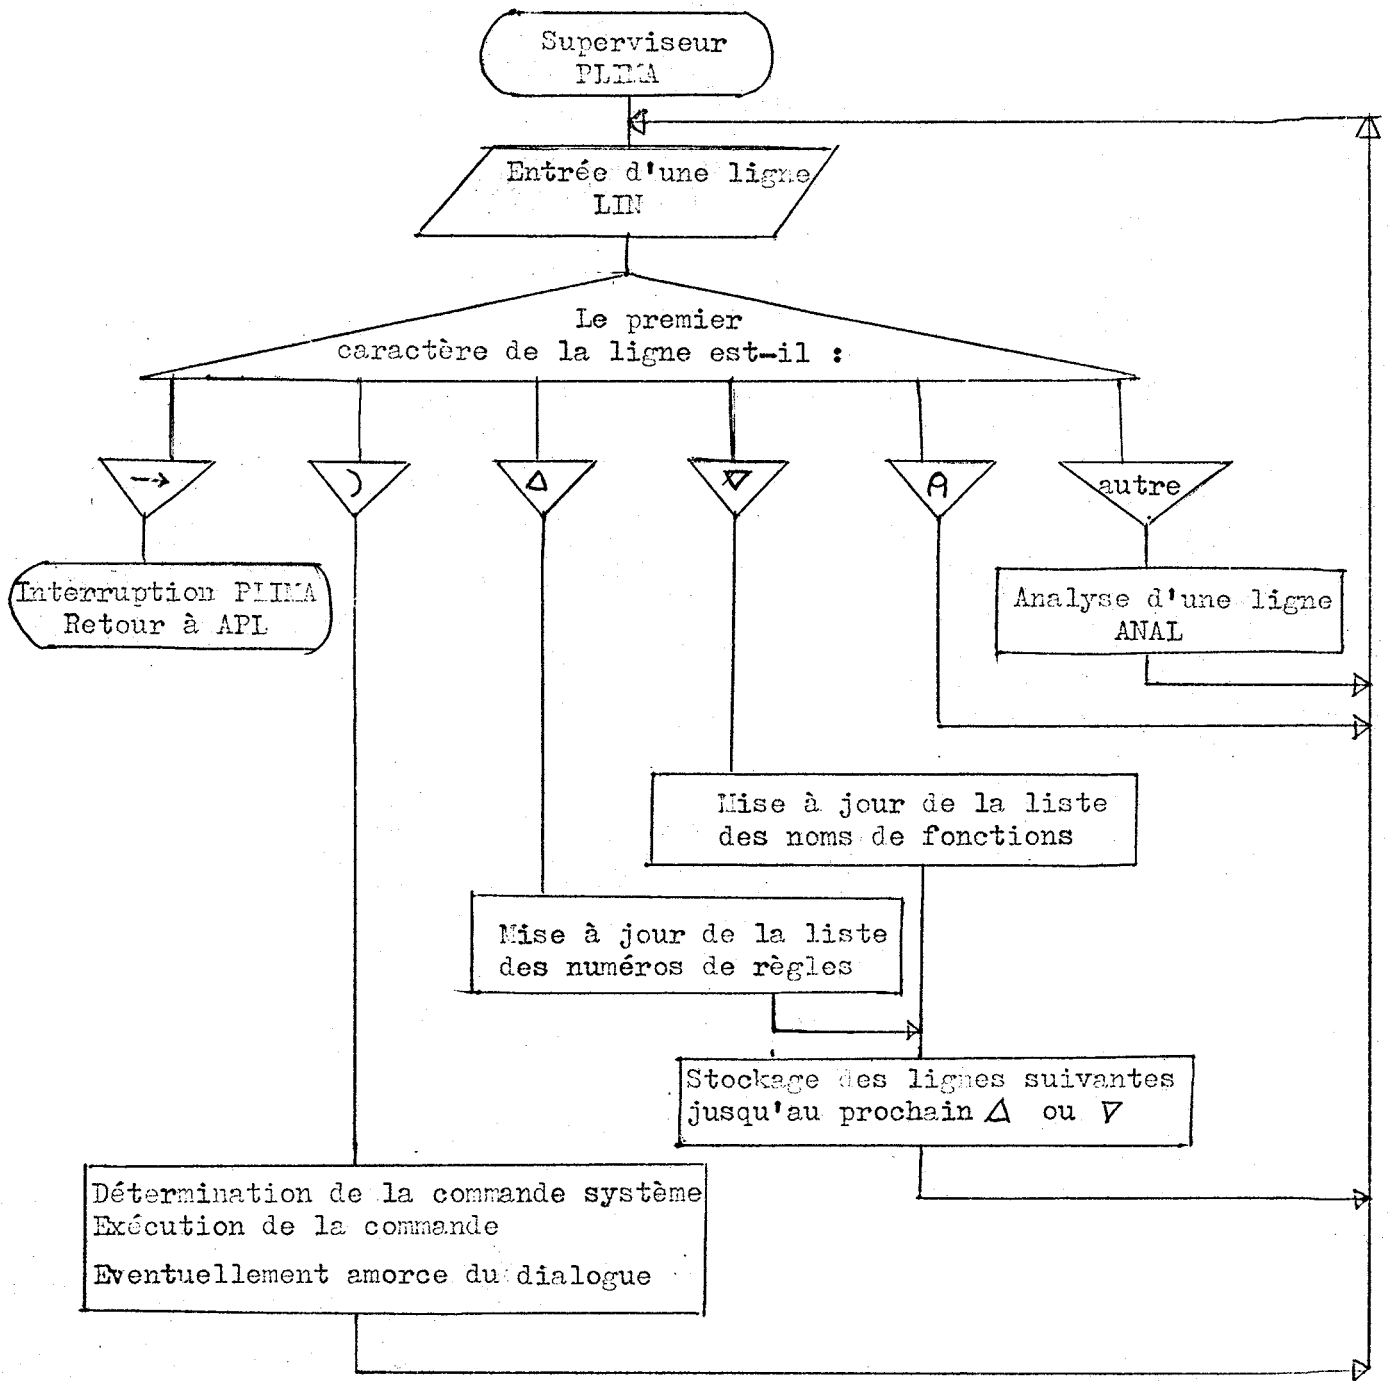 Superviseur
PLIMA
Entrée d'une ligne
LIN
Le premier
caractère de la ligne est-il :
→
)
∆
∇
⍝
autre
Interruption PLIMA
Retour à APL
Analyse d'une ligne
ANAL
Mise à jour de la liste
des noms de fonctions
Mise à jour de la liste
des numéros de règles
Stockage des lignes suivantes
jusqu'au prochain ∆ ou ∇
Détermination de la commande système
Exécution de la commande
Eventuellement amorce du dialogue